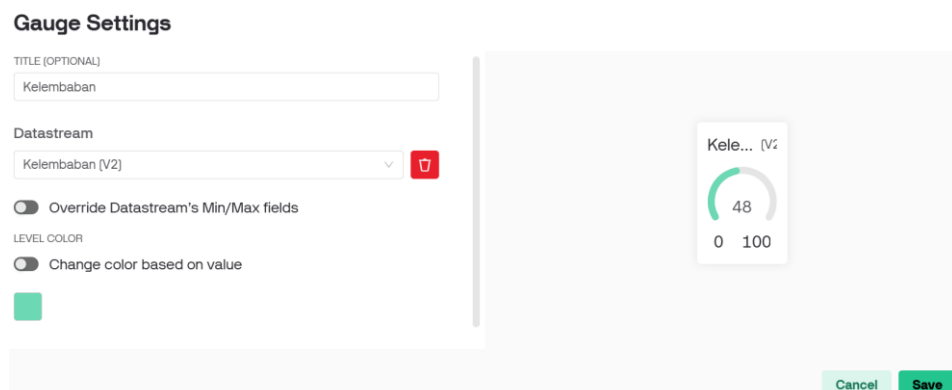 Gauge Settings
TITLE (OPTIONAL)
Kelembaban
Datastream
Kelembaban (V2)
Override Datastream's Min/Max fields
LEVEL COLOR
Change color based on value
Kele... (V2
48
0 100
Cancel Save